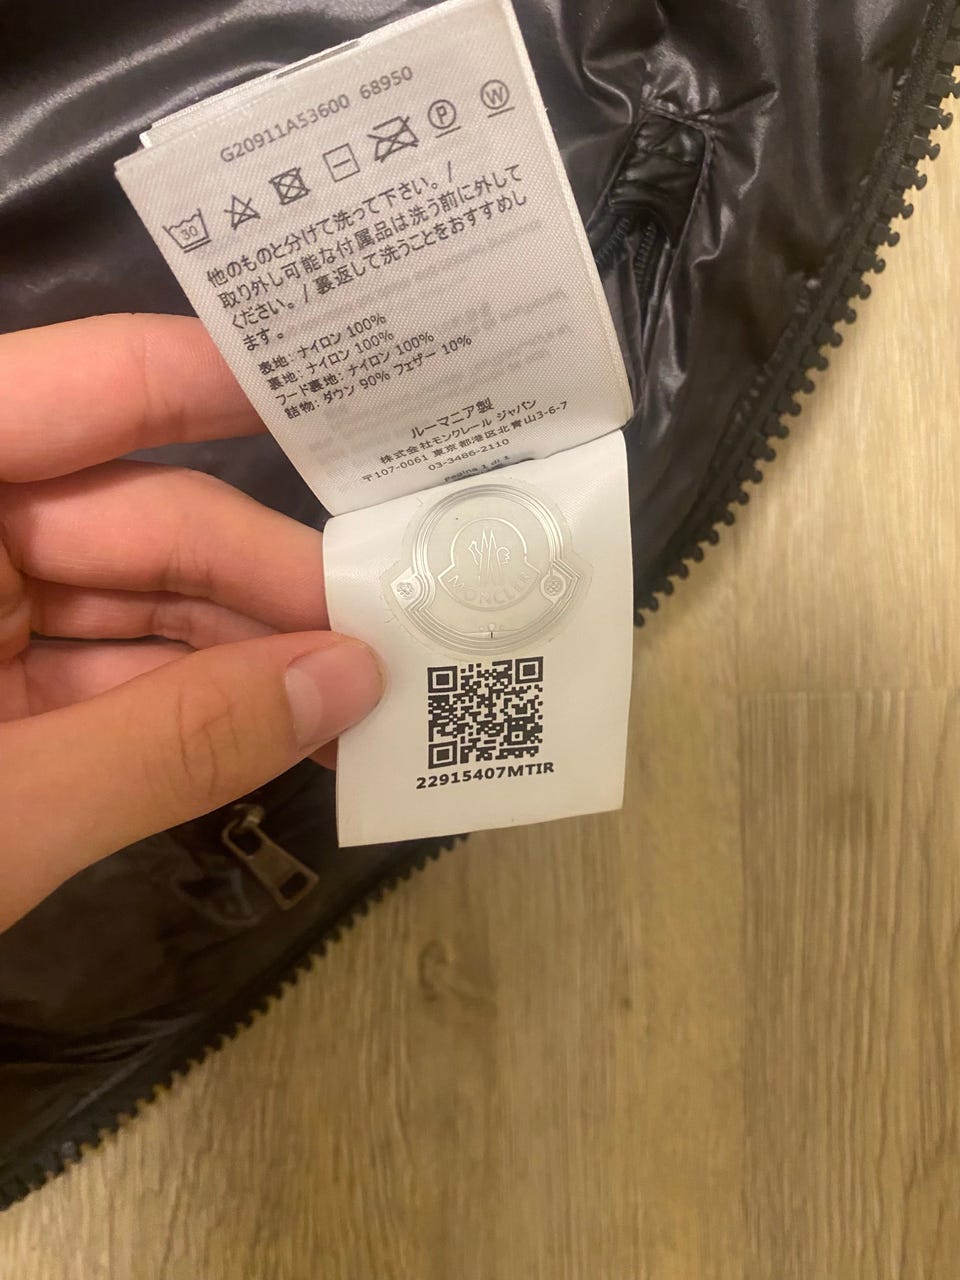 G20911A53600 68950
30
P
W
他のものと分けて洗って下さい。/
取り外し可能な付属品は洗う前に外して
ください。/ 裏返して洗うことをおすすめし
ます。
表地: ナイロン 100%
裏地: ナイロン 100%
フード裏地: ナイロン 100%
詰物: ダウン 90% フェザー 10%
ルーマニア製
株式会社モンクレール ジャパン
〒107-0061 東京都港区北青山3-6-7
03-3486-2110
Pagina 1 di 1
MONCLER
22915407MTIR